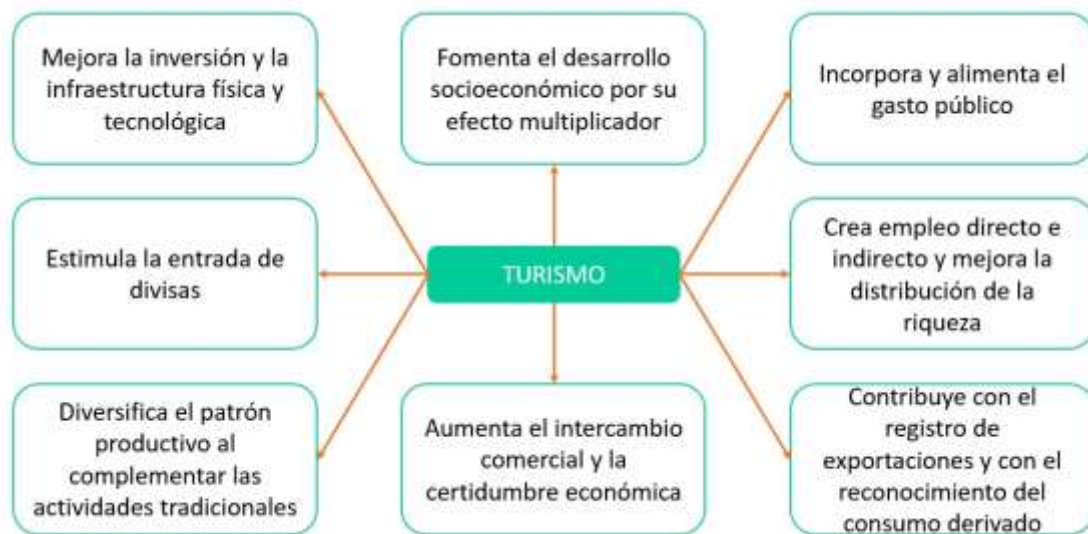 Mejora la inversión y la
infraestructura física y
tecnológica
Fomenta el desarrollo
socioeconómico por su
efecto multiplicador
Incorpora y alimenta el
gasto público
Estimula la entrada de
divisas
TURISMO
Crea empleo directo e
indirecto y mejora la
distribución de la
riqueza
Diversifica el patrón
productivo al
complementar las
actividades tradicionales
Aumenta el intercambio
comercial y la
certidumbre económica
Contribuye con el
registro de
exportaciones y con el
reconocimiento del
consumo derivado